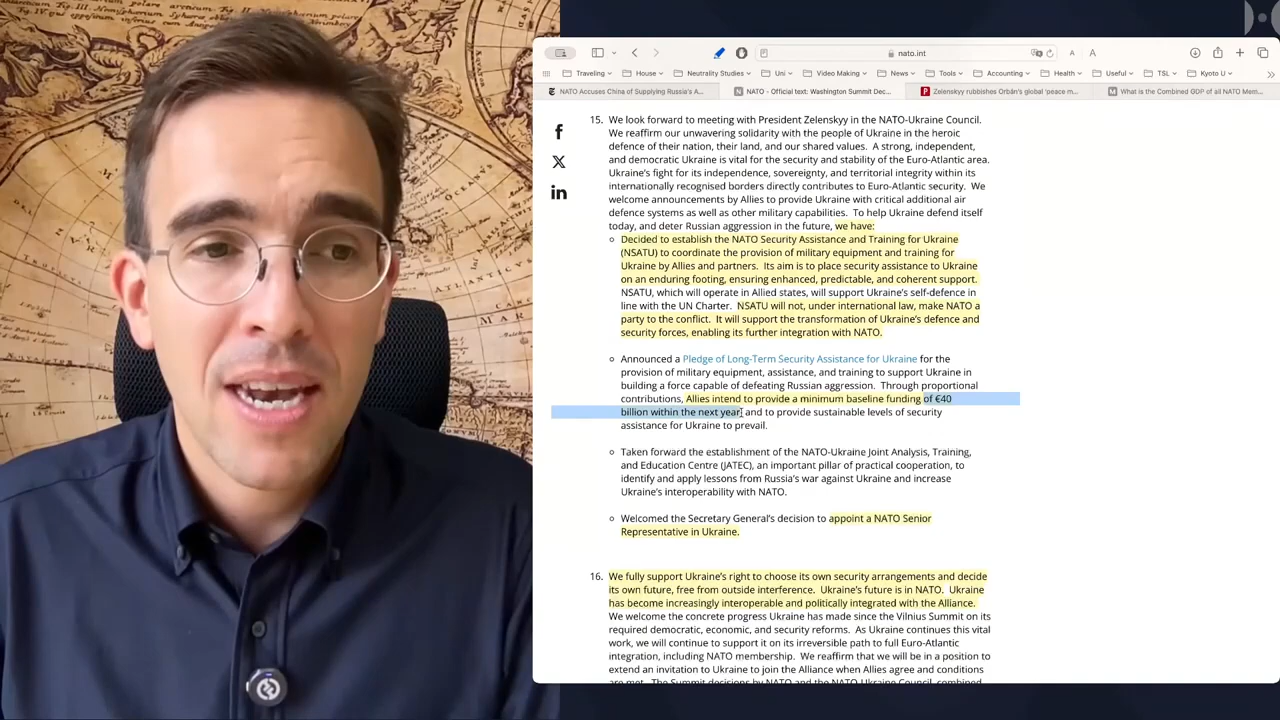 nato.int
A
A
Traveling
House
Neutrality Studies
Uni
Video Making
News
Tools
Accounting
Health
Useful
TSL
Kyoto U
NATO Accuses China of Supplying Russia's A...
NATO - Official text: Washington Summit Dec...
Zelenskyy rubbishes Orbán's global 'peace m...
What is the Combined GDP of all NATO Mem...
15. We look forward to meeting with President Zelenskyy in the NATO-Ukraine Council.
We reaffirm our unwavering solidarity with the people of Ukraine in the heroic
defence of their nation, their land, and our shared values. A strong, independent,
and democratic Ukraine is vital for the security and stability of the Euro-Atlantic area.
Ukraine's fight for its independence, sovereignty, and territorial integrity within its
internationally recognised borders directly contributes to Euro-Atlantic security. We
welcome announcements by Allies to provide Ukraine with critical additional air
defence systems as well as other military capabilities. To help Ukraine defend itself
today, and deter Russian aggression in the future, we have:
Decided to establish the NATO Security Assistance and Training for Ukraine
(NSATU) to coordinate the provision of military equipment and training for
Ukraine by Allies and partners. Its aim is to place security assistance to Ukraine
on an enduring footing, ensuring enhanced, predictable, and coherent support.
NSATU, which will operate in Allied states, will support Ukraine's self-defence in
line with the UN Charter. NSATU will not, under international law, make NATO a
party to the conflict. It will support the transformation of Ukraine's defence and
security forces, enabling its further integration with NATO.
Announced a Pledge of Long-Term Security Assistance for Ukraine for the
provision of military equipment, assistance, and training to support Ukraine in
building a force capable of defeating Russian aggression. Through proportional
contributions, Allies intend to provide a minimum baseline funding of €40
billion within the next year, and to provide sustainable levels of security
assistance for Ukraine to prevail.
Taken forward the establishment of the NATO-Ukraine Joint Analysis, Training,
and Education Centre (JATEC), an important pillar of practical cooperation, to
identify and apply lessons from Russia's war against Ukraine and increase
Ukraine's interoperability with NATO.
Welcomed the Secretary General's decision to appoint a NATO Senior
Representative in Ukraine.
16. We fully support Ukraine's right to choose its own security arrangements and decide
its own future, free from outside interference. Ukraine's future is in NATO. Ukraine
has become increasingly interoperable and politically integrated with the Alliance.
We welcome the concrete progress Ukraine has made since the Vilnius Summit on its
required democratic, economic, and security reforms. As Ukraine continues this vital
work, we will continue to support it on its irreversible path to full Euro-Atlantic
integration, including NATO membership. We reaffirm that we will be in a position to
extend an invitation to Ukraine to join the Alliance when Allies agree and conditions
are met. The Summit decisions by NATO and the NATO-Ukraine Council, combined